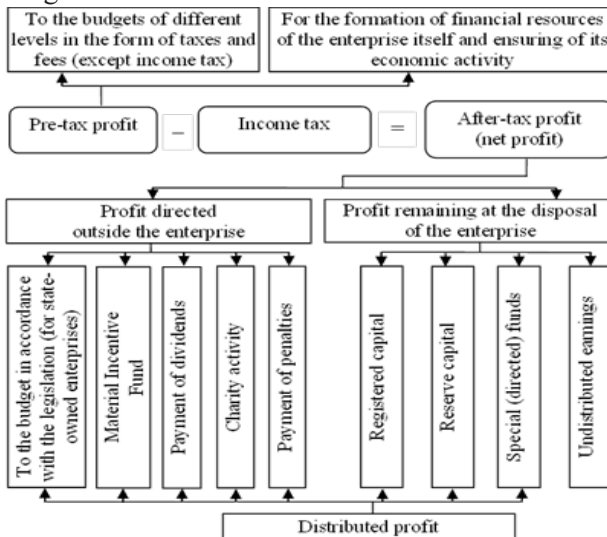 To the budgets of different
levels in the form of taxes and
fees (except income tax)
For the formation of financial resources
of the enterprise itself and ensuring of its
economic activity
Pre-tax profit
–
Income tax
=
After-tax profit
(net profit)
Profit directed
outside the enterprise
Profit remaining at the disposal
of the enterprise
To the budget in accordance
with the legislation (for state-
owned enterprises)
Material Incentive
Fund
Payment of dividends
Charity activity
Payment of penalties
Registered capital
Reserve capital
Special (directed) funds
Undistributed earnings
Distributed profit